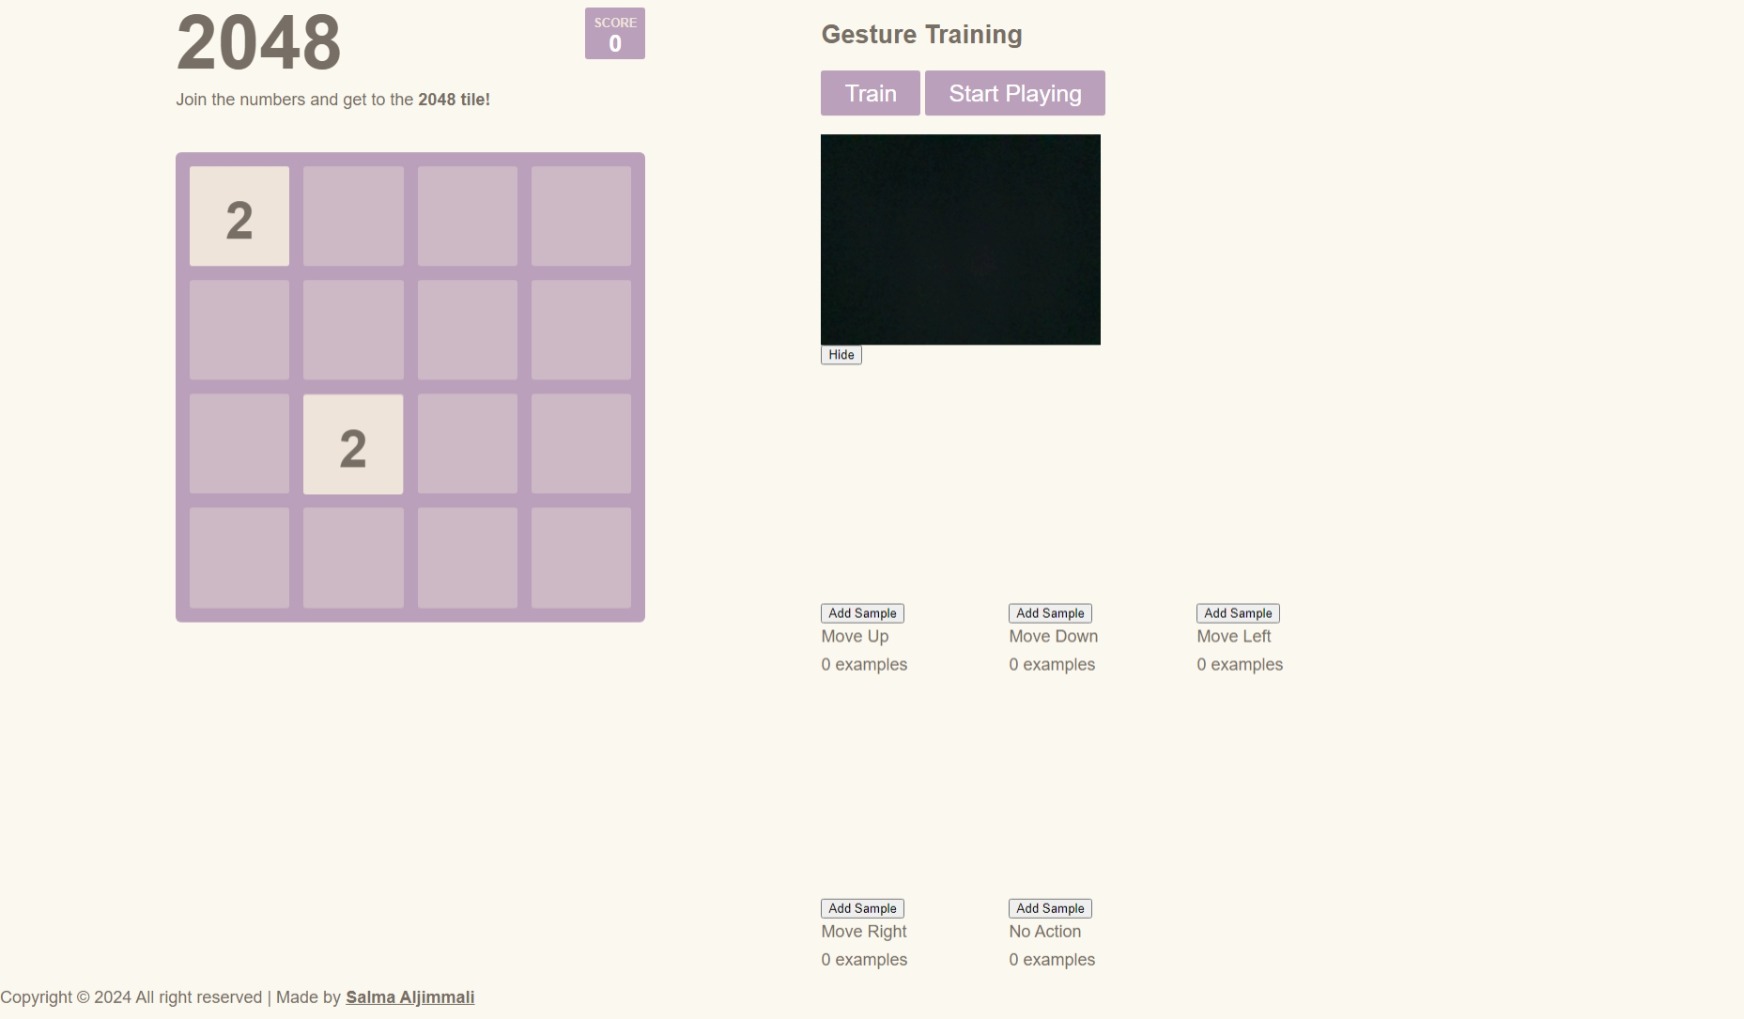 2048
SCORE
0
Join the numbers and get to the 2048 tile!
2
2
Gesture Training
Train
Start Playing
Hide
Add Sample
Move Up
0 examples
Add Sample
Move Down
0 examples
Add Sample
Move Left
0 examples
Add Sample
Move Right
0 examples
Add Sample
No Action
0 examples
Copyright © 2024 All right reserved | Made by Salma Aljimmali